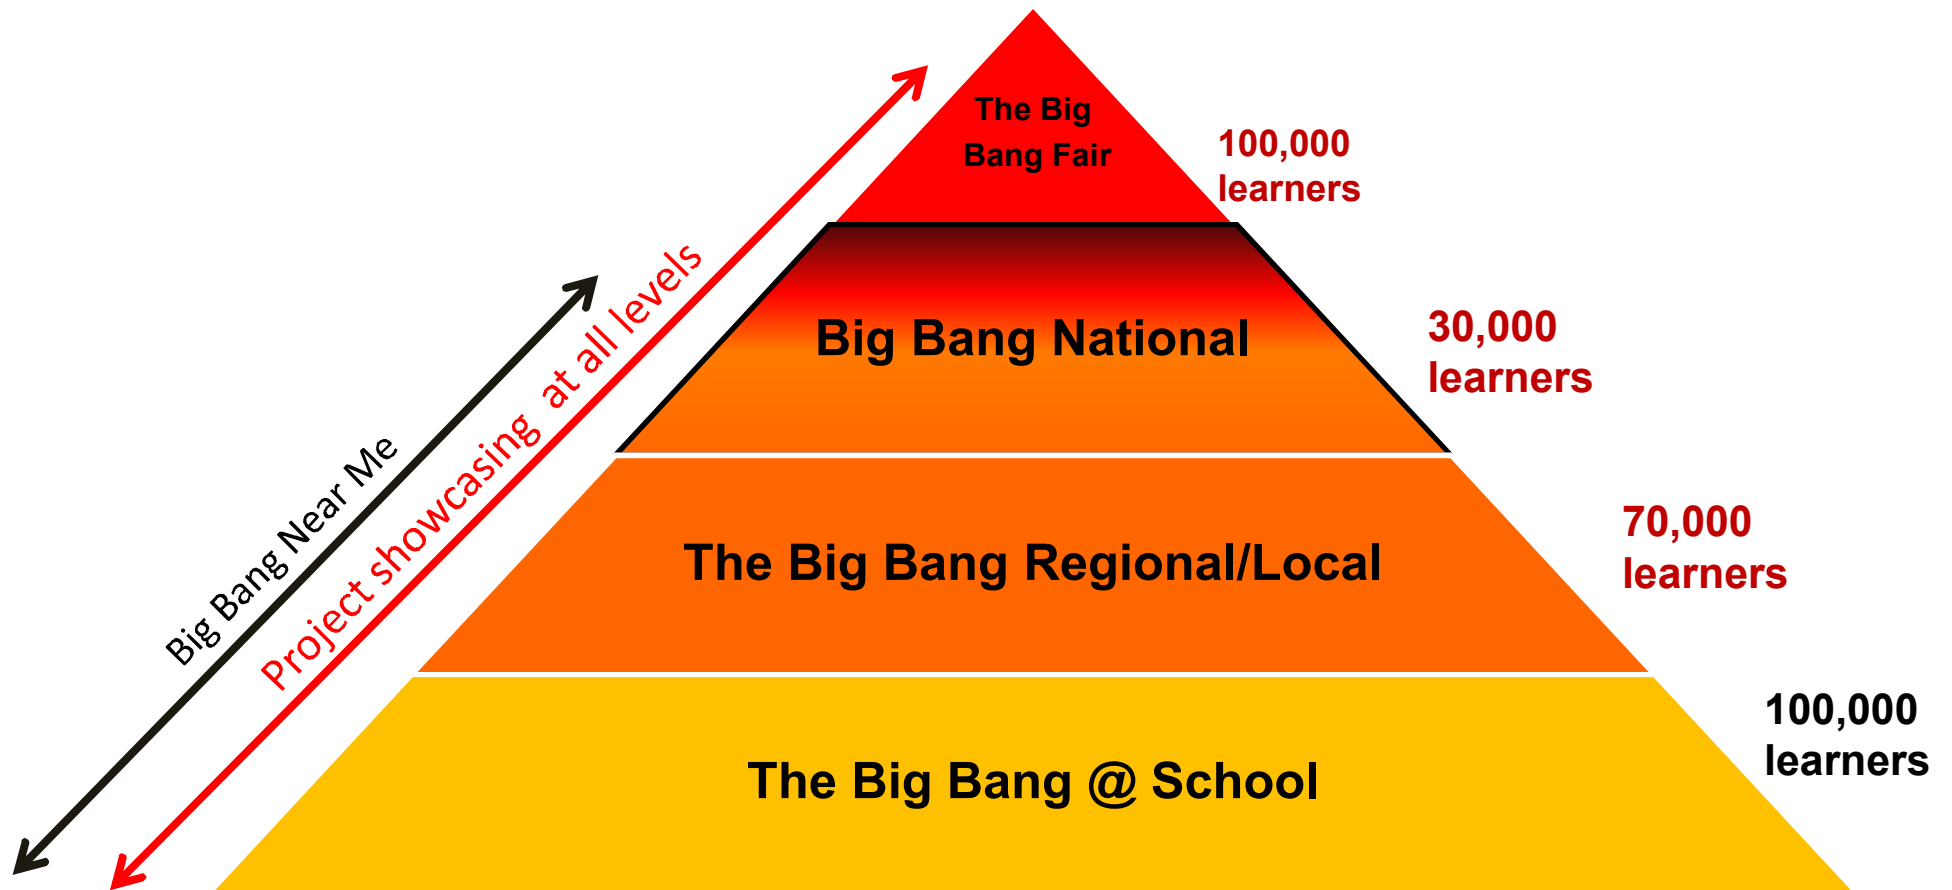 The Big
Bang Fair
100,000
learners
Big Bang National
30,000
learners
The Big Bang Regional/Local
70,000
learners
The Big Bang @ School
100,000
learners
Big Bang Near Me
Project showcasing at all levels